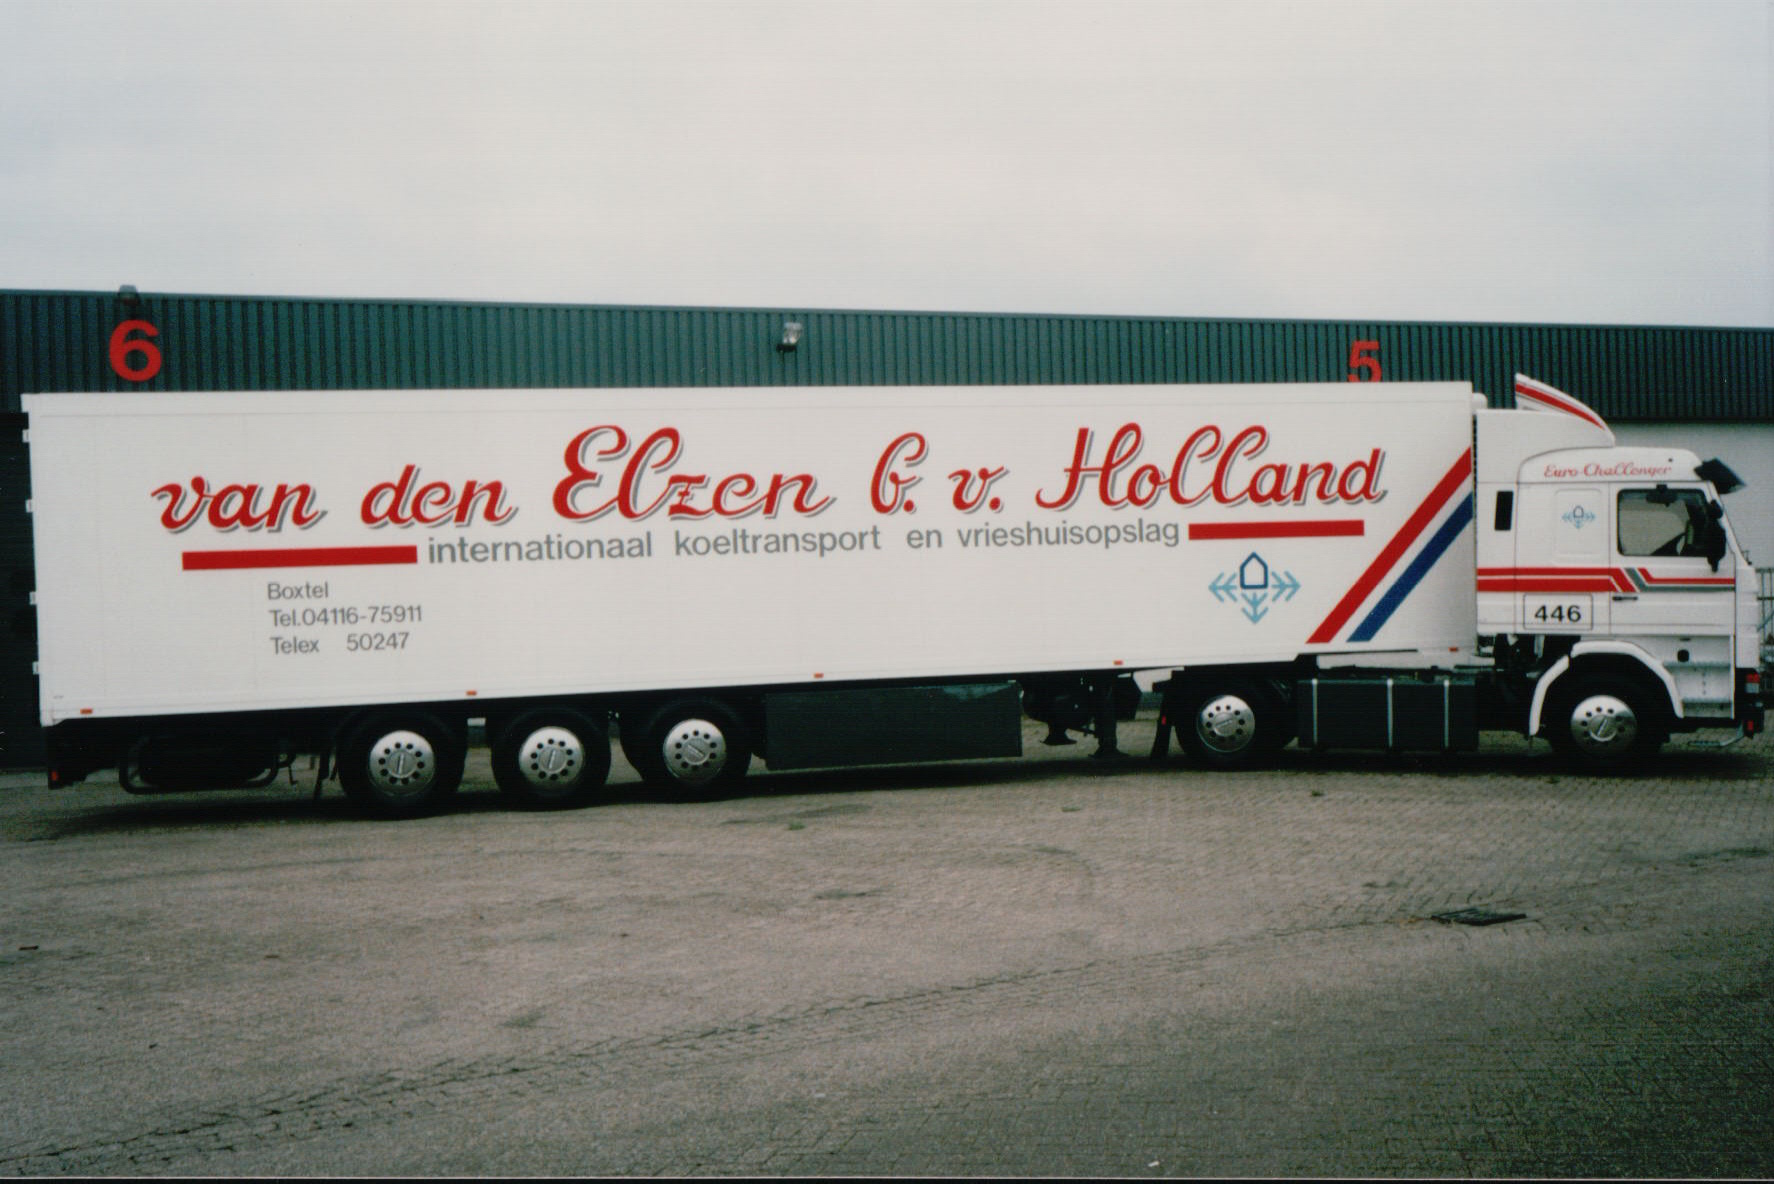 6
5
van den Elzen b.v. Holland
internationaal koeltransport en vrieshuisopslag
Boxtel
Tel.04116-75911
Telex 50247
Euro-Challenger
446